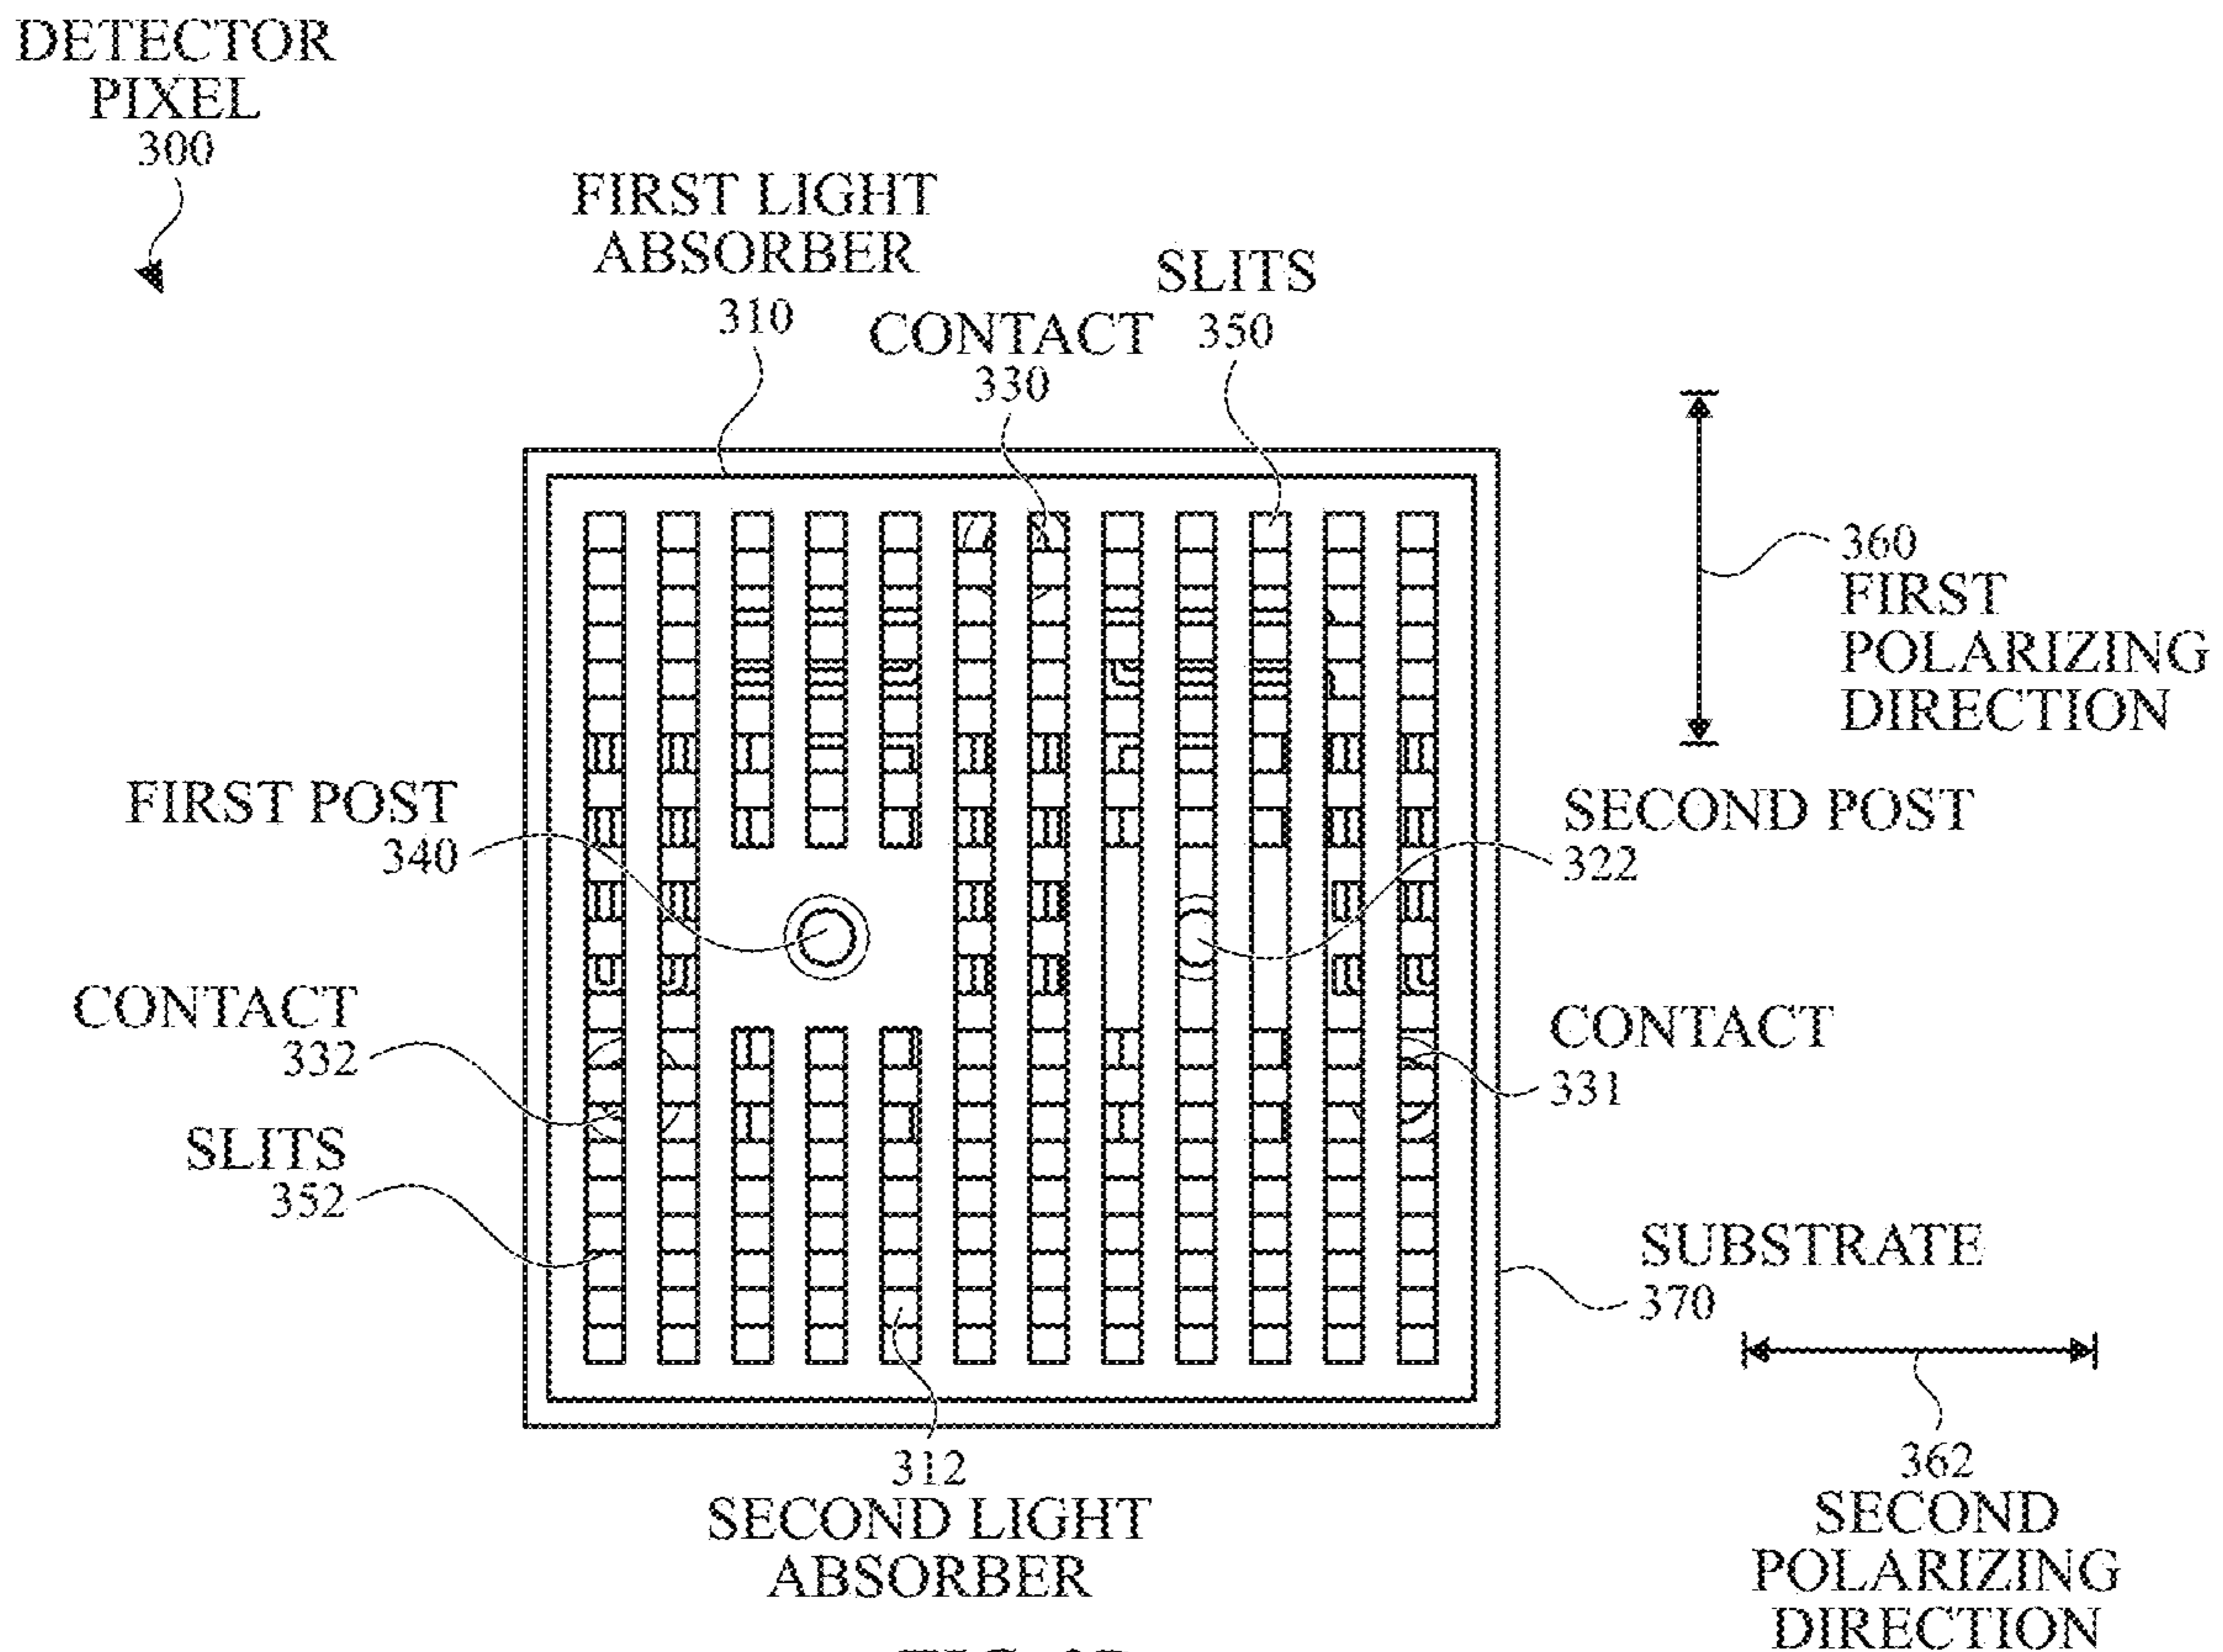 DETECTOR
PIXEL
300
FIRST LIGHT
ABSORBER
310
SLITS
350
CONTACT
330
360
FIRST
POLARIZING
DIRECTION
FIRST POST
340
SECOND POST
322
CONTACT
332
CONTACT
331
SLITS
352
SUBSTRATE
370
312
SECOND LIGHT
ABSORBER
362
SECOND
POLARIZING
DIRECTION